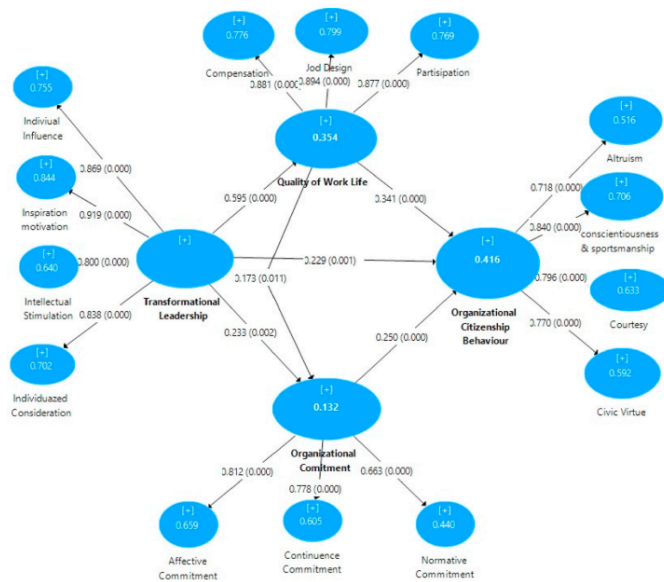 [+]
0.776
Compensation
[+]
0.799
Jod Design
[+]
0.769
Partisipation
0.881 (0.000)
0.894 (0.000)
0.877 (0.000)
[+]
0.755
Indiviual
Influence
[+]
0.354
Quality of Work Life
[+]
0.516
Altruism
0.869 (0.000)
[+]
0.844
Inspiration
motivation
0.919 (0.000)
0.595 (0.000)
0.341 (0.000)
0.718 (0.000)
[+]
0.706
conscientiousness
& sportsmanship
0.840 (0.000)
[+]
0.640
Intellectual
Stimulation
0.800 (0.000)
[+]
Transformational
Leadership
0.229 (0.001)
0.173 (0.011)
[+]
0.416
Organizational
Citizenship
Behaviour
0.796 (0.000)
[+]
0.633
Courtesy
0.838 (0.000)
0.233 (0.002)
0.250 (0.000)
0.770 (0.000)
[+]
0.702
Individuazed
Consideration
[+]
0.592
Civic Virtue
[+]
0.132
Organizational
Comitment
0.812 (0.000)
0.778 (0.000)
0.663 (0.000)
[+]
0.659
Affective
Commitment
[+]
0.605
Continuence
Commitment
[+]
0.440
Normative
Commitment